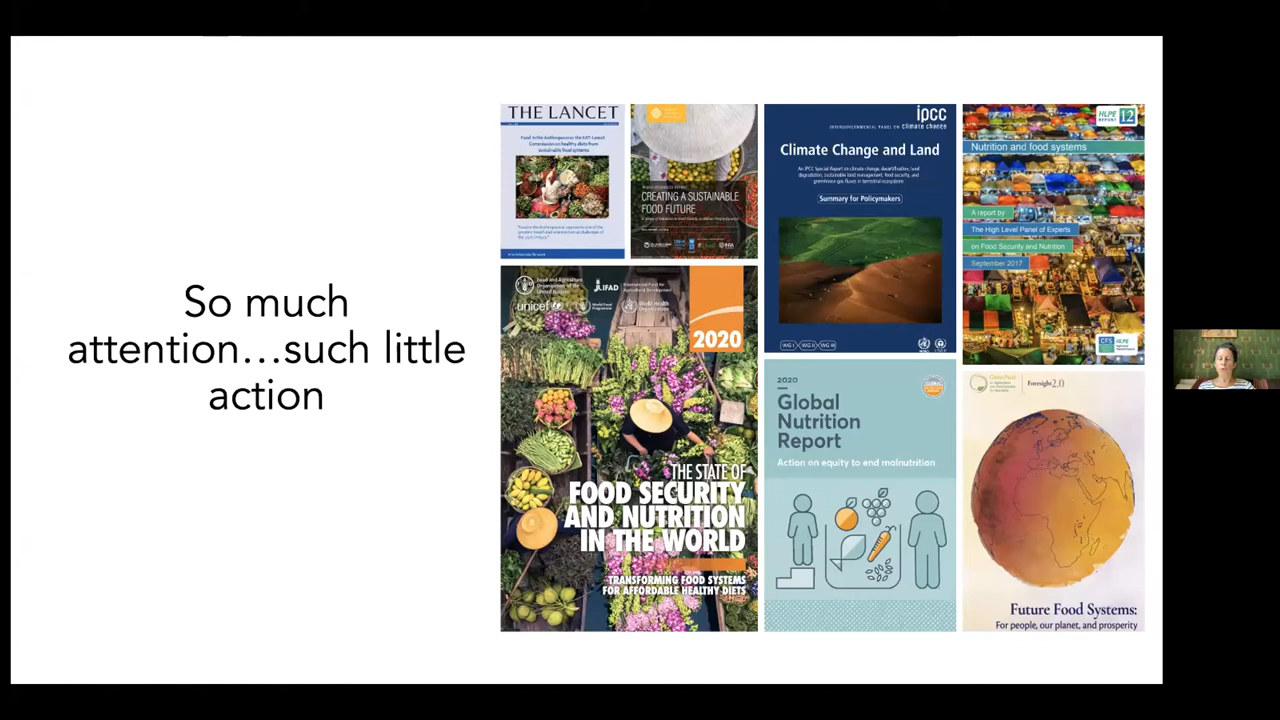 So much
attention...such little
action
THE LANCET
Food in the Anthropocene: the EAT-Lancet
Commission on healthy diets from
sustainable food systems
CREATING A SUSTAINABLE
FOOD FUTURE
ipcc
INTERGOVERNMENTAL PANEL ON climate change
Climate Change and Land
An IPCC Special Report on climate change, desertification, land
degradation, sustainable land management, food security, and
greenhouse gas fluxes in terrestrial ecosystems
Summary for Policymakers
WG I WG II WG III
WMO
HLPE
REPORT 12
Nutrition and food systems
A report by
The High Level Panel of Experts
on Food Security and Nutrition
September 2017
CFS HLPE
Food and Agriculture
Organization of the
United Nations
IFAD
International Fund for
Agricultural Development
unicef
World Food
Programme
World Health
Organization
2020
THE STATE OF
FOOD SECURITY
AND NUTRITION
IN THE WORLD
TRANSFORMING FOOD SYSTEMS
FOR AFFORDABLE HEALTHY DIETS
2020
Global
Nutrition
Report
Action on equity to end malnutrition
Foresight2.0
Future Food Systems:
For people, our planet, and prosperity